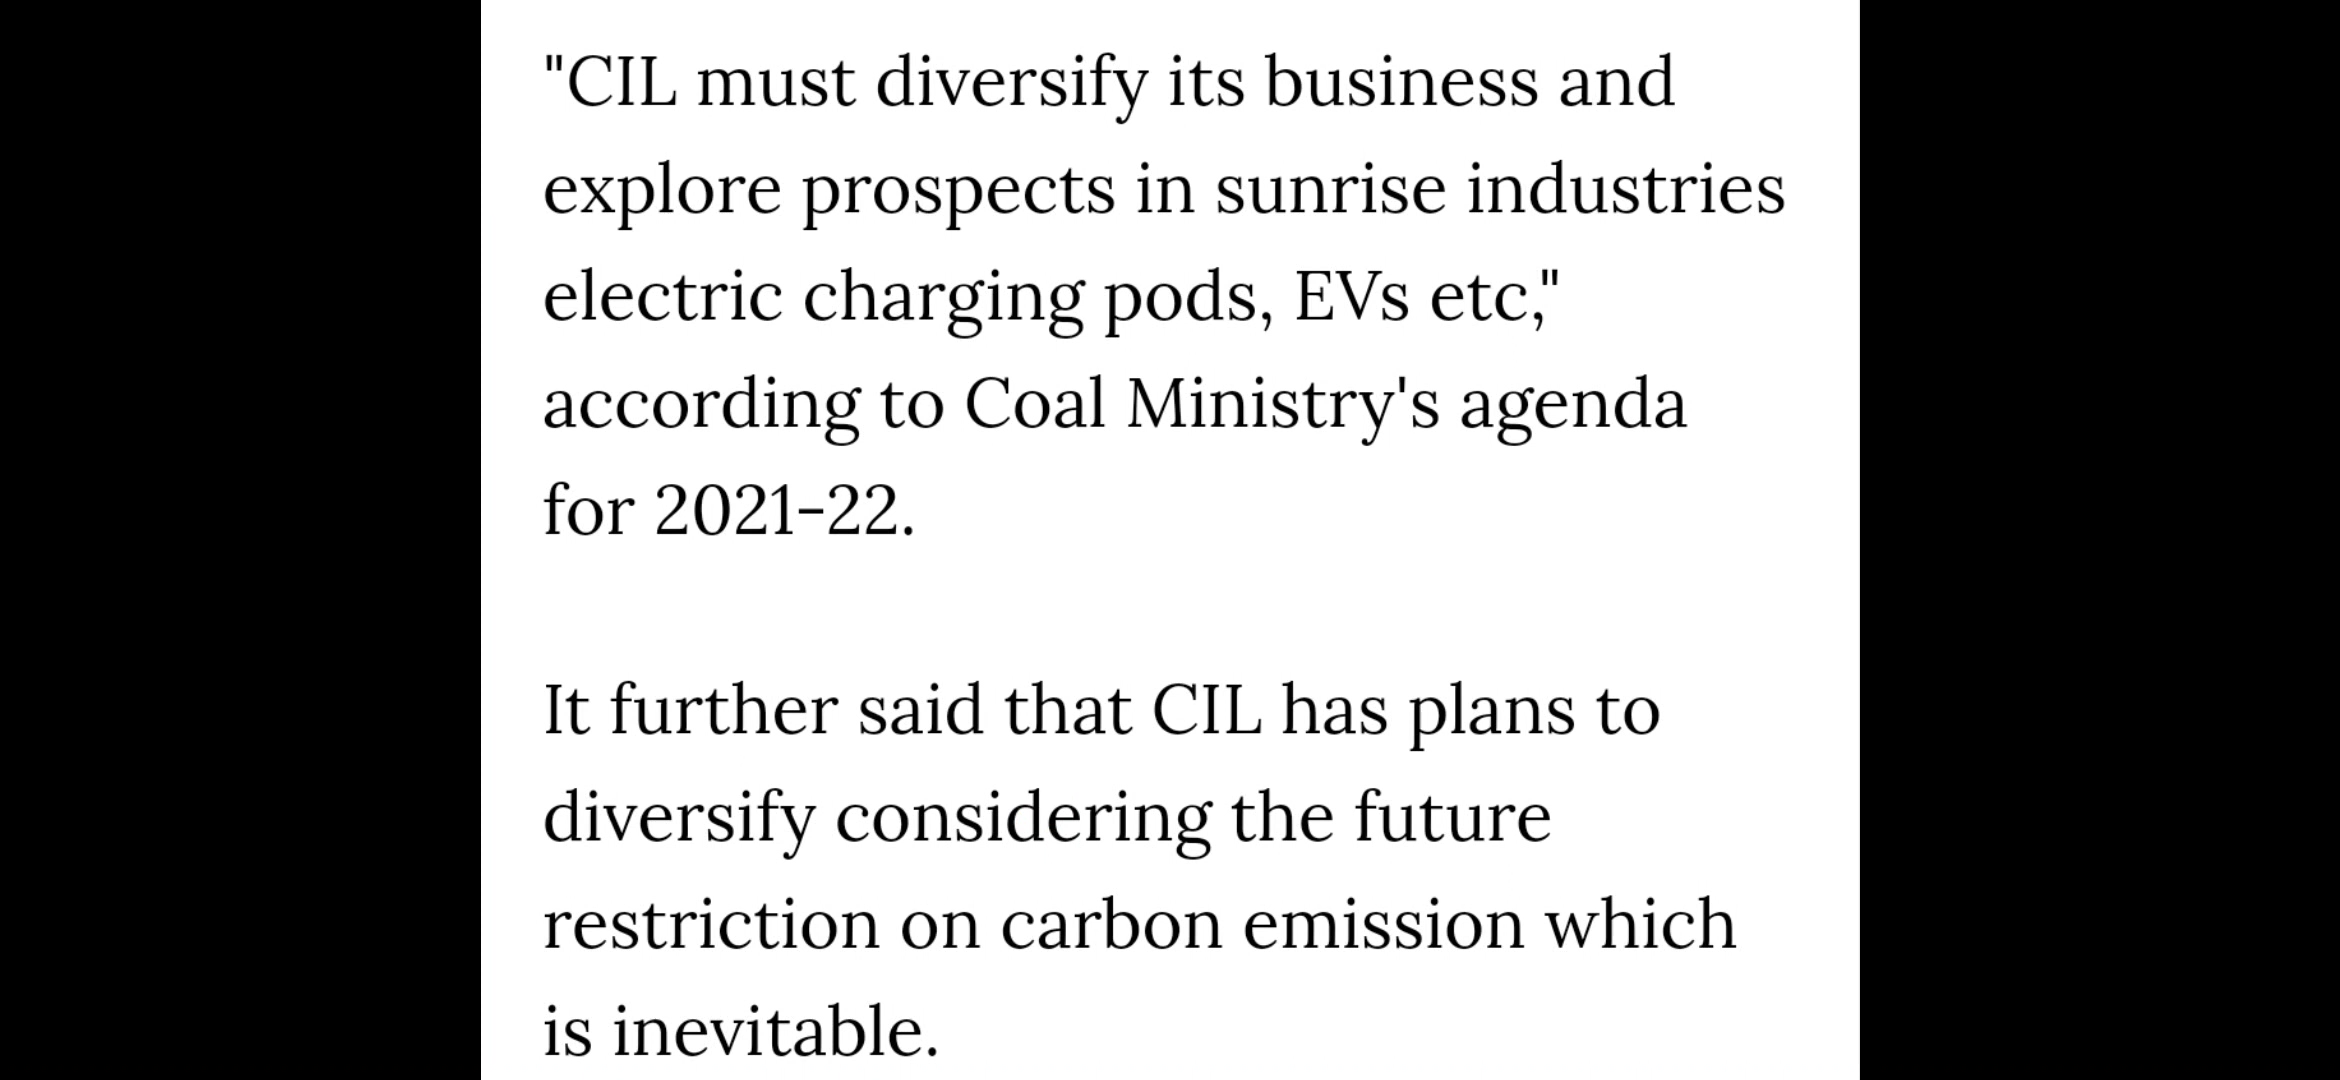 "CIL must diversify its business and
explore prospects in sunrise industries
electric charging pods, EVs etc,"
according to Coal Ministry's agenda
for 2021-22.
It further said that CIL has plans to
diversify considering the future
restriction on carbon emission which
is inevitable.